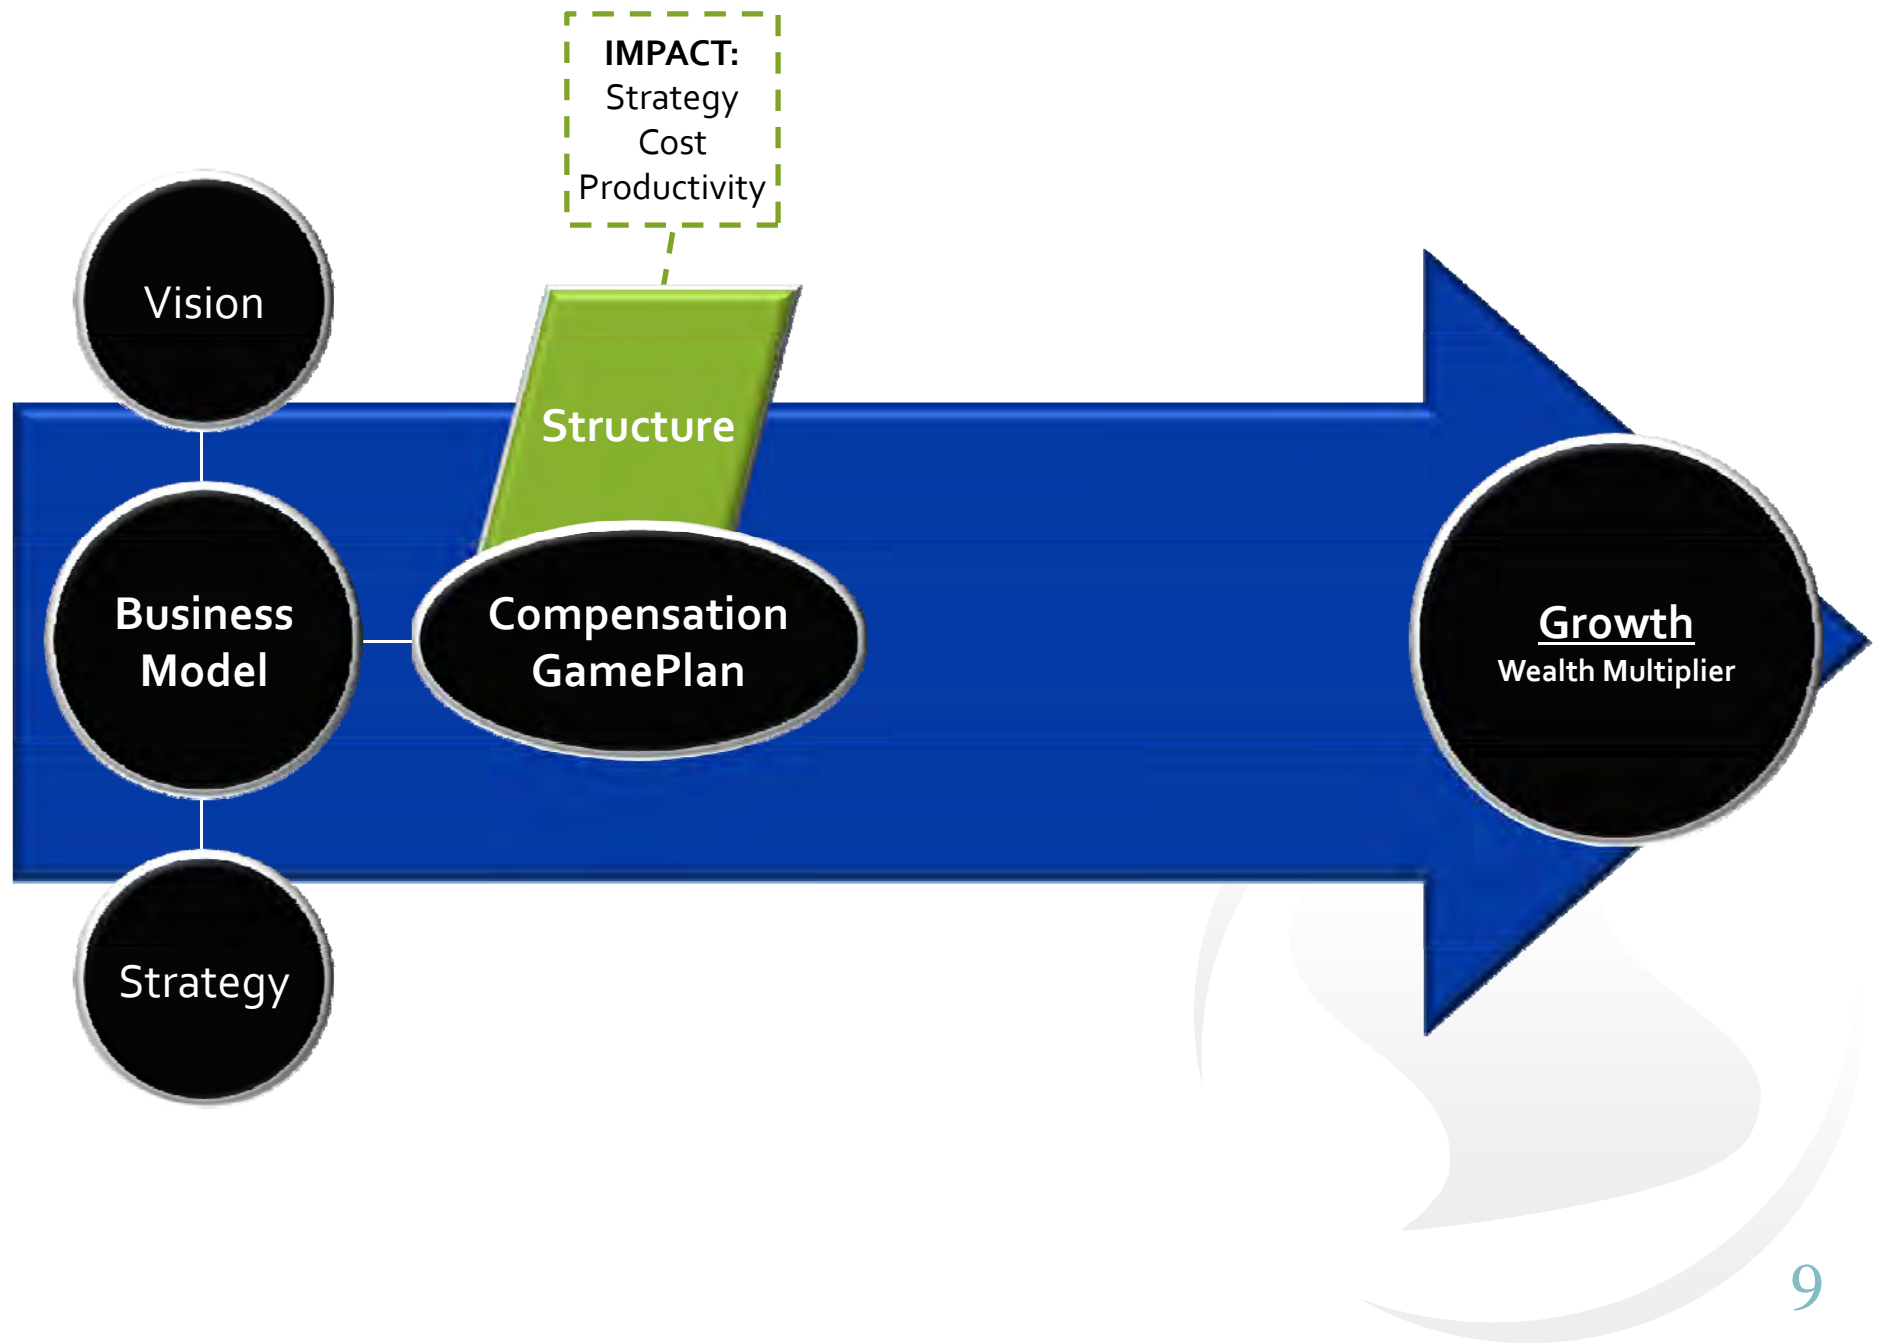 IMPACT:
Strategy
Cost
Productivity
Vision
Structure
Business
Model
Compensation
GamePlan
Growth
Wealth Multiplier
Strategy
9